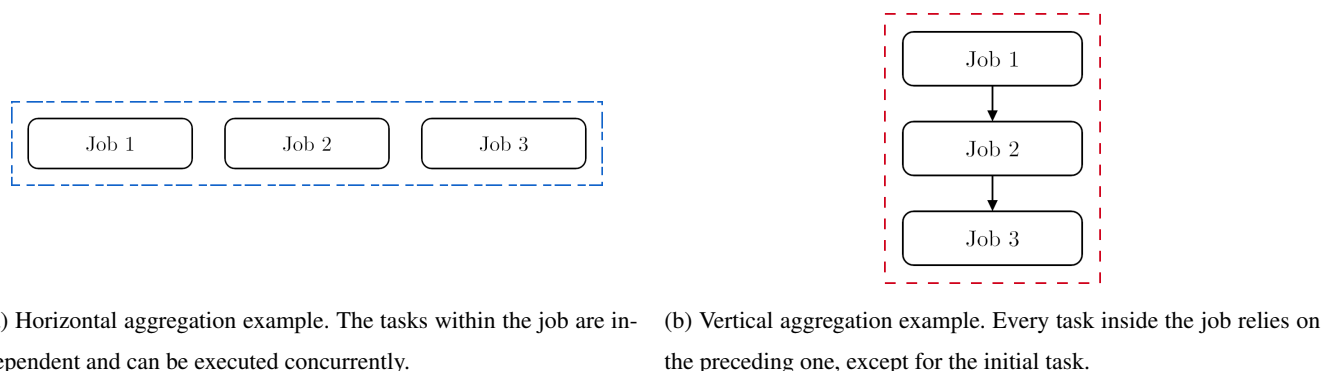 Job 1
Job 2
Job 3
Job 1
Job 2
Job 3
) Horizontal aggregation example. The tasks within the job are in-
ependent and can be executed concurrently.
(b) Vertical aggregation example. Every task inside the job relies on
the preceding one, except for the initial task.